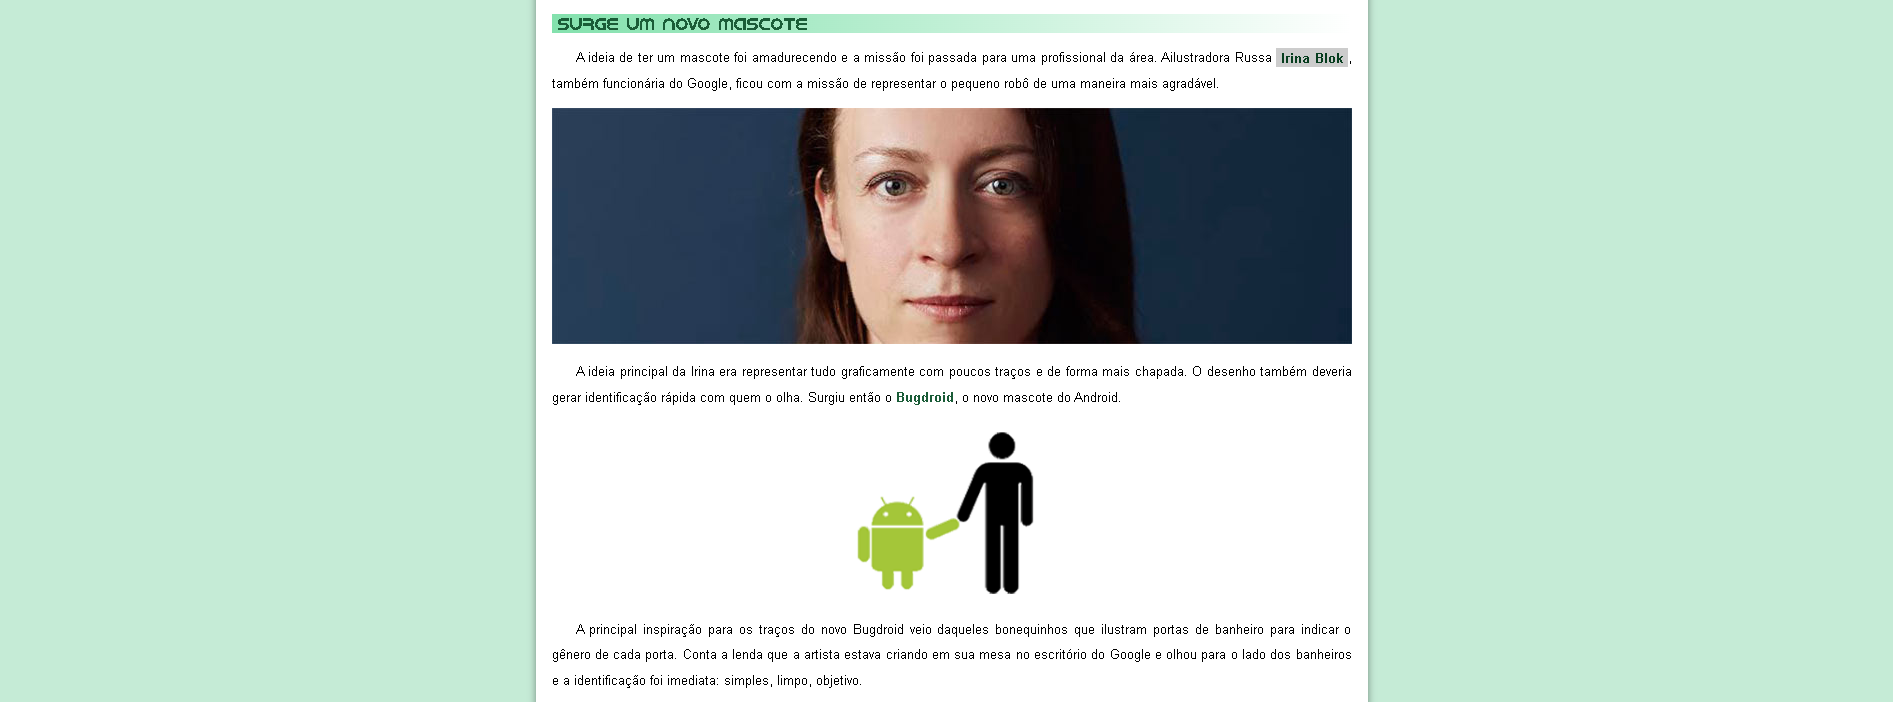 SURGE UM NOVO MASCOTE
A ideia de ter um mascote foi amadurecendo e a missão foi passada para uma profissional da área. Ailustradora Russa Irina Blok,
também funcionária do Google, ficou com a missão de representar o pequeno robô de uma maneira mais agradável.
A ideia principal da Irina era representar tudo graficamente com poucos traços e de forma mais chapada. O desenho também deveria
gerar identificação rápida com quem o olha. Surgiu então o Bugdroid, o novo mascote do Android.
A principal inspiração para os traços do novo Bugdroid veio daqueles bonequinhos que ilustram portas de banheiro para indicar o
gênero de cada porta. Conta a lenda que a artista estava criando em sua mesa no escritório do Google e olhou para o lado dos banheiros
e a identificação foi imediata: simples, limpo, objetivo.